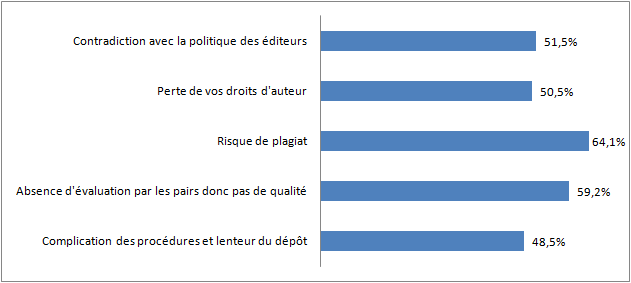 Contradiction avec la politique des éditeurs 51,5%
Perte de vos droits d'auteur 50,5%
Risque de plagiat 64,1%
Absence d'évaluation par les pairs donc pas de qualité 59,2%
Complication des procédures et lenteur du dépôt 48,5%